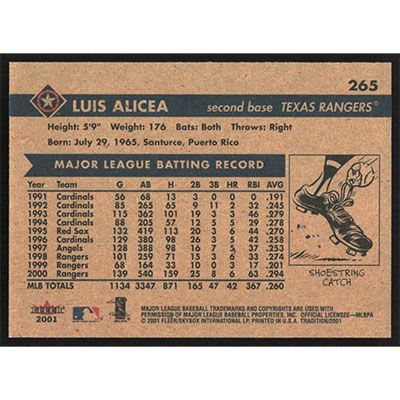 265
LUIS ALICEA second base TEXAS RANGERS®
Height: 5'9" Weight: 176 Bats: Both Throws: Right
Born: July 29, 1965, Santurce, Puerto Rico
MAJOR LEAGUE BATTING RECORD
Year Team G AB H 2B 3B HR RBI AVG
1991 Cardinals 56 68 13 3 0 0 0 .191
1992 Cardinals 85 265 65 9 11 2 32 .245
1993 Cardinals 115 362 101 19 3 3 46 .279
1994 Cardinals 88 205 57 12 5 5 29 .278
1995 Red Sox 132 419 113 20 3 6 44 .270
1996 Cardinals 129 380 98 26 3 5 42 .258
1997 Angels 128 388 98 16 7 5 37 .253
1998 Rangers 101 259 71 15 3 6 33 .274
1999 Rangers 68 164 33 10 0 3 17 .201
2000 Rangers 139 540 159 25 8 6 63 .294
MLB TOTALS 1134 3347 871 165 47 42 367 .260
SHOESTRING
CATCH
FLEER
2001
MAJOR LEAGUE BASEBALL TRADEMARKS AND COPYRIGHTS ARE USED WITH
PERMISSION OF MAJOR LEAGUE BASEBALL PROPERTIES, INC. OFFICIAL LICENSEE—MLBPA
© 2001 FLEER/SKYBOX INTERNATIONAL LP. PRINTED IN U.S.A. TRADITION/2001